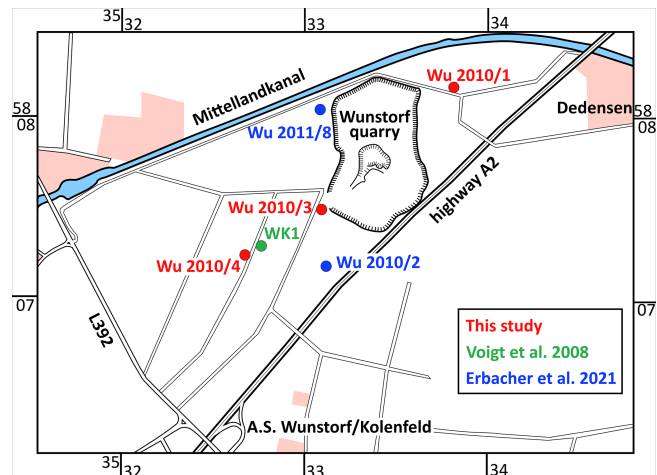 35
32
33
34
Wu 2010/1
Mittellandkanal
Dedensen
58
08
58
08
Wunstorf
quarry
Wu 2011/8
highway A2
Wu 2010/3
WK1
Wu 2010/4
Wu 2010/2
07
07
L392
This study
Voigt et al. 2008
Erbacher et al. 2021
A.S. Wunstorf/Kolenfeld
35
32
33
34